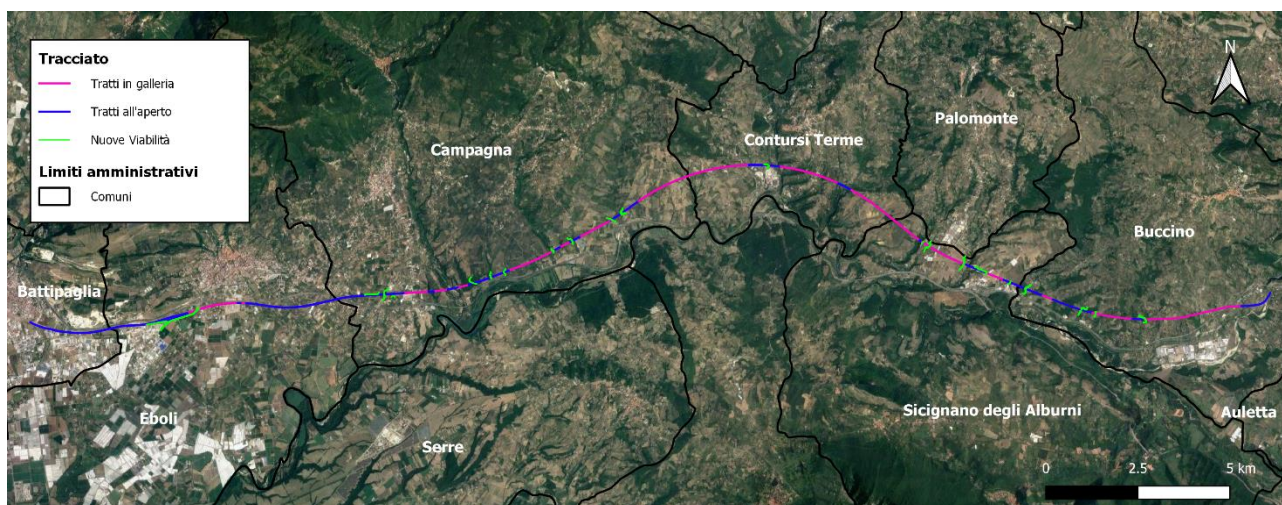 Tracciato
Tratti in galleria
Tratti all'aperto
Nuove Viabilità
Limiti amministrativi
Comuni
N
Palomonte
Contursi Terme
Campagna
Buccino
Battipaglia
Eboli
Serre
Sicignano degli Alburni
Auletta
0 2.5 5 km